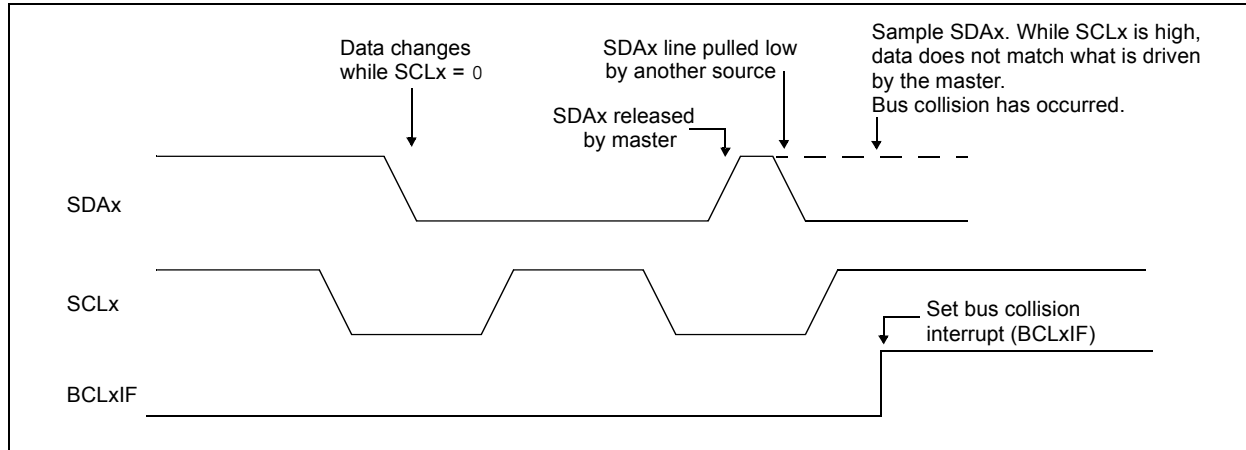 Data changes
while SCLx = 0
SDAx line pulled low
by another source
SDAx released
by master
Sample SDAx. While SCLx is high,
data does not match what is driven
by the master.
Bus collision has occurred.
SDAx
SCLx
Set bus collision
interrupt (BCLxIF)
BCLxIF